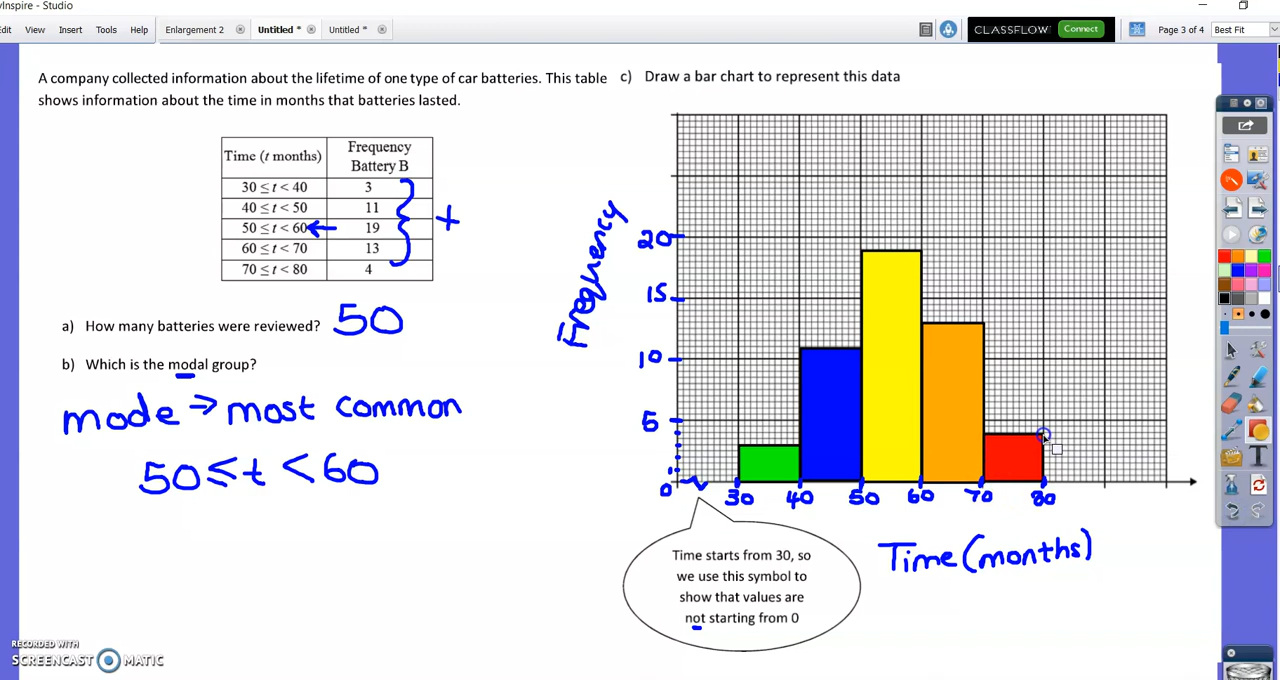 vInspire - Studio
Edit View Insert Tools Help Enlargement 2 Untitled * Untitled * CLASSFLOW Connect Page 3 of 4 Best Fit
A company collected information about the lifetime of one type of car batteries. This table
shows information about the time in months that batteries lasted.
Time (t months) Frequency Battery B
30 ≤ t < 40 3
40 ≤ t < 50 11
50 ≤ t < 60 19
60 ≤ t < 70 13
70 ≤ t < 80 4
+
a) How many batteries were reviewed? 50
b) Which is the modal group?
mode → most common
50 ≤ t < 60
c) Draw a bar chart to represent this data
Frequency
20
15
10
5
0
30 40 50 60 70 80
Time (months)
Time starts from 30, so
we use this symbol to
show that values are
not starting from 0
RECORDED WITH
SCREENCAST MATIC